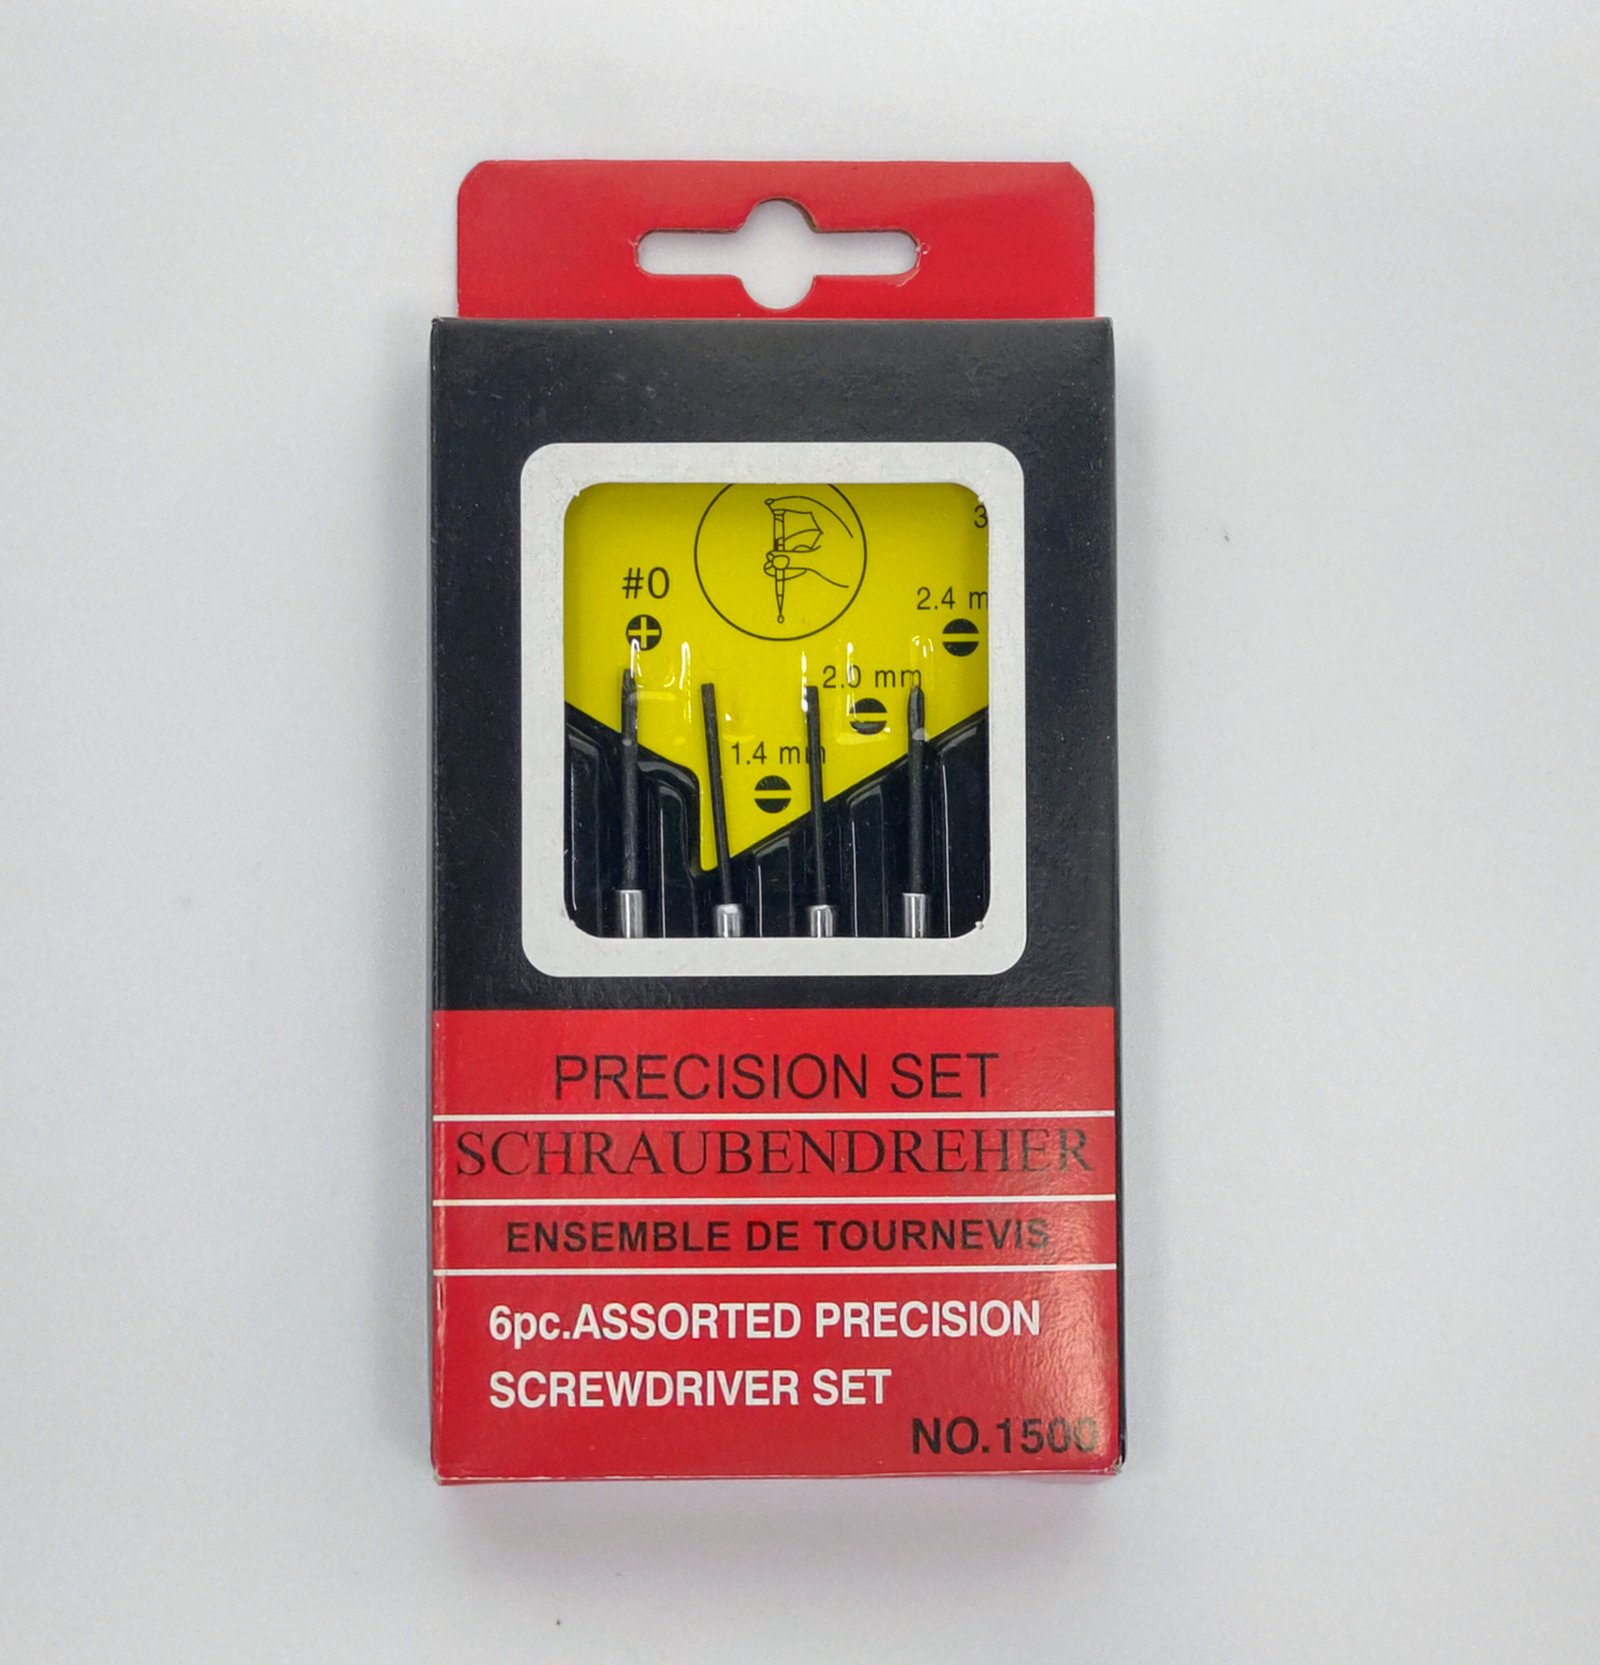 3
#0
2.4 m
2.0 mm
1.4 mm
PRECISION SET
SCHRAUBENDREHER
ENSEMBLE DE TOURNEVIS
6pc.ASSORTED PRECISION
SCREWDRIVER SET
NO.1500